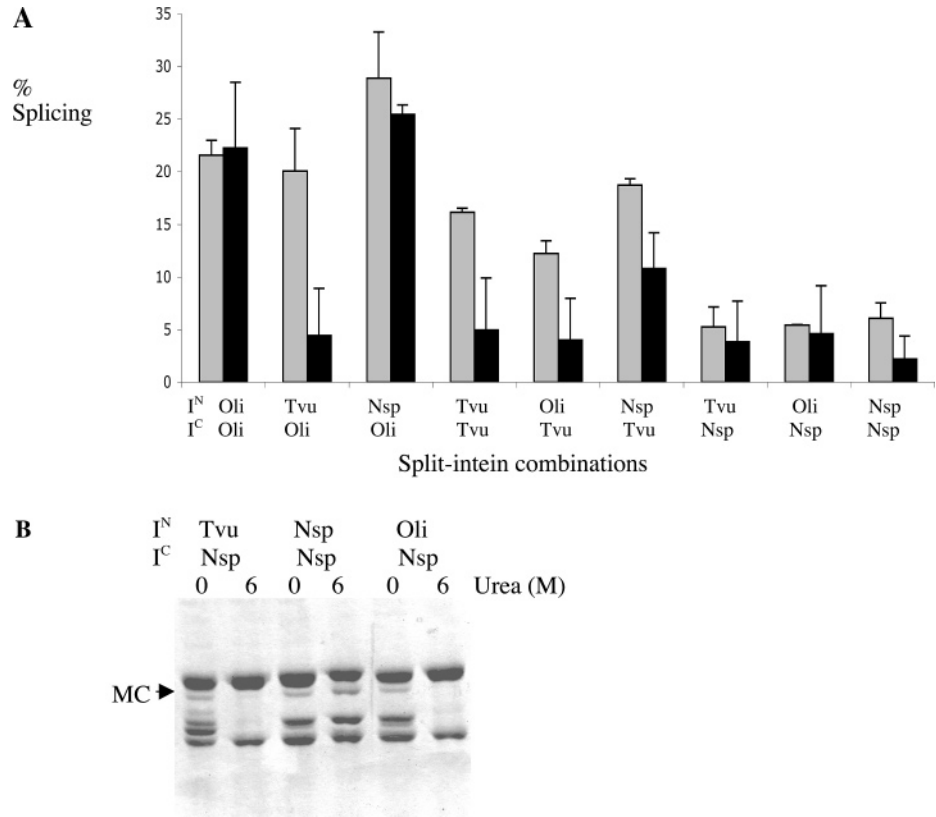 A
%
Splicing
35
30
25
20
15
10
5
0
I^N Oli Tvu Nsp Tvu Oli Nsp Tvu Oli Nsp
I^C Oli Oli Oli Tvu Tvu Tvu Nsp Nsp Nsp
Split-intein combinations
B I^N Tvu Nsp Oli
I^C Nsp Nsp Nsp
0 6 0 6 0 6 Urea (M)
MC